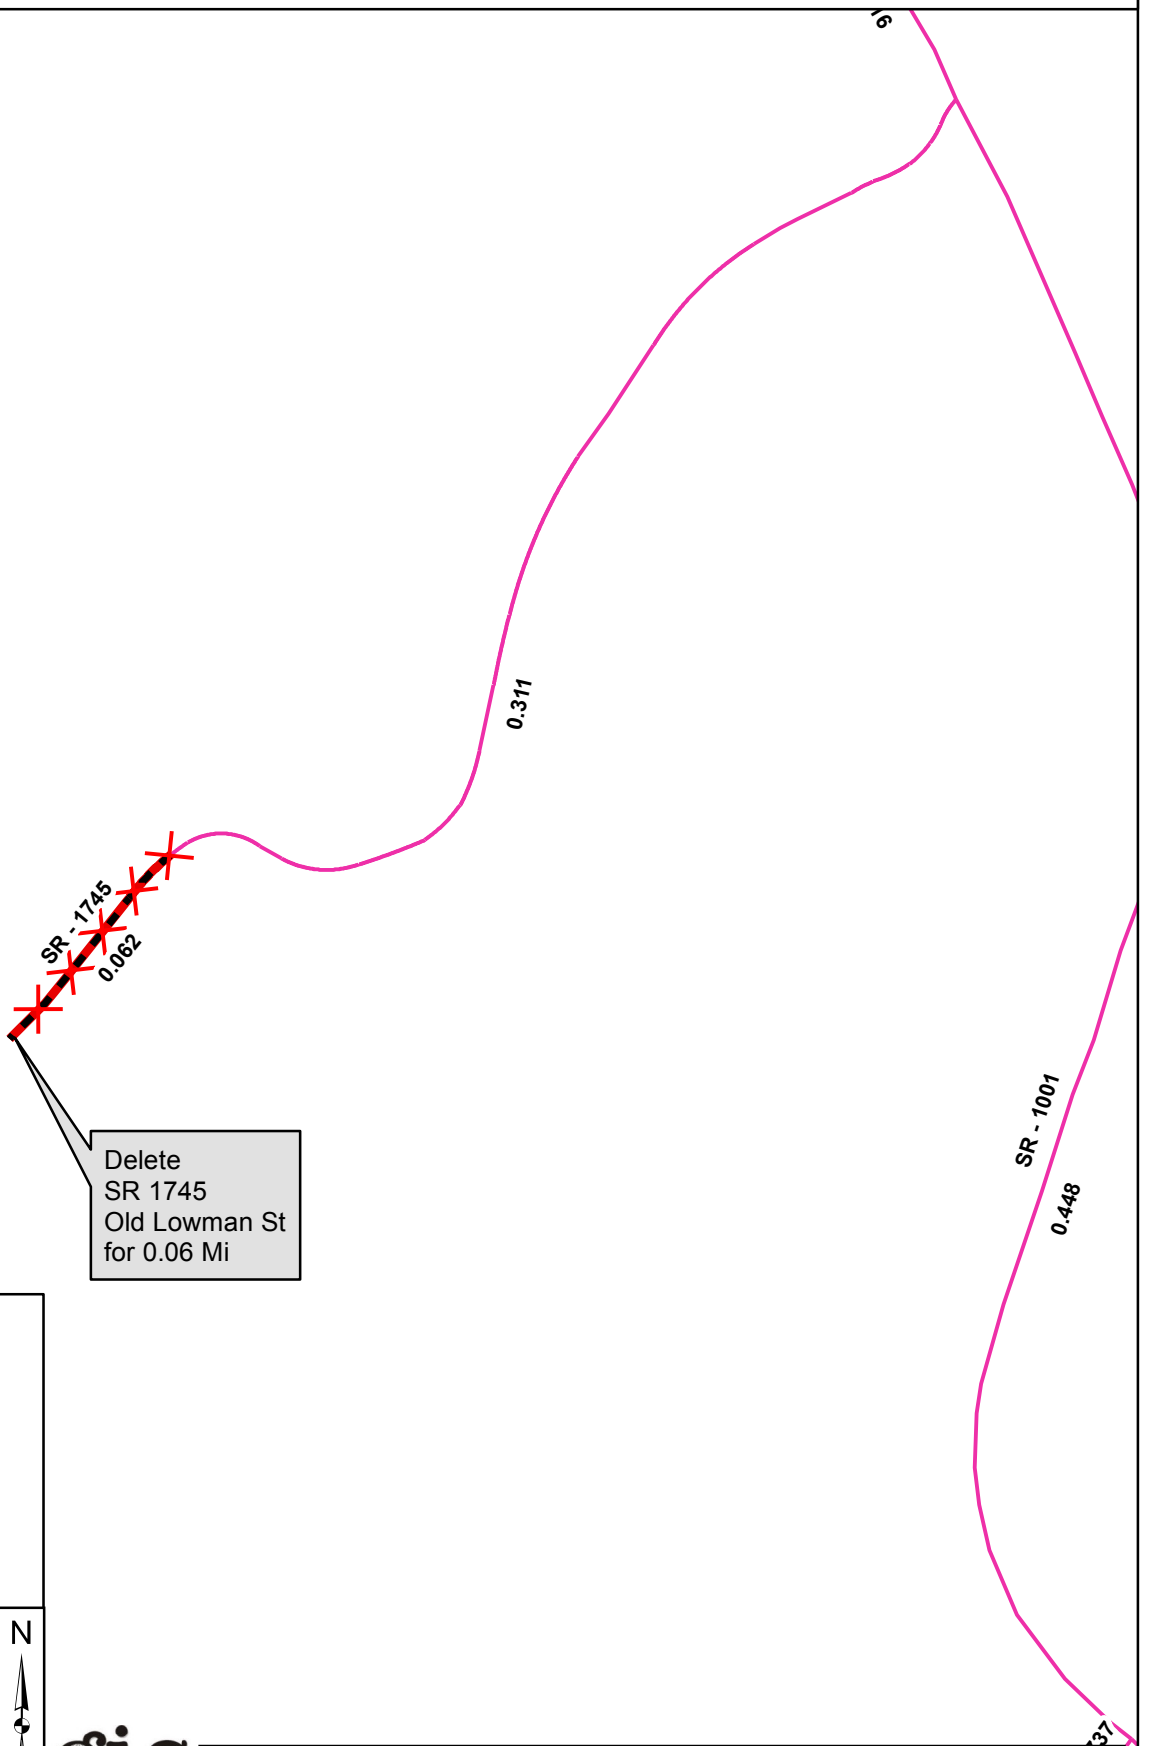 0.311
SR - 1745
0.062
SR - 1001
Delete
SR 1745
Old Lowman St
for 0.06 Mi
0.448
N